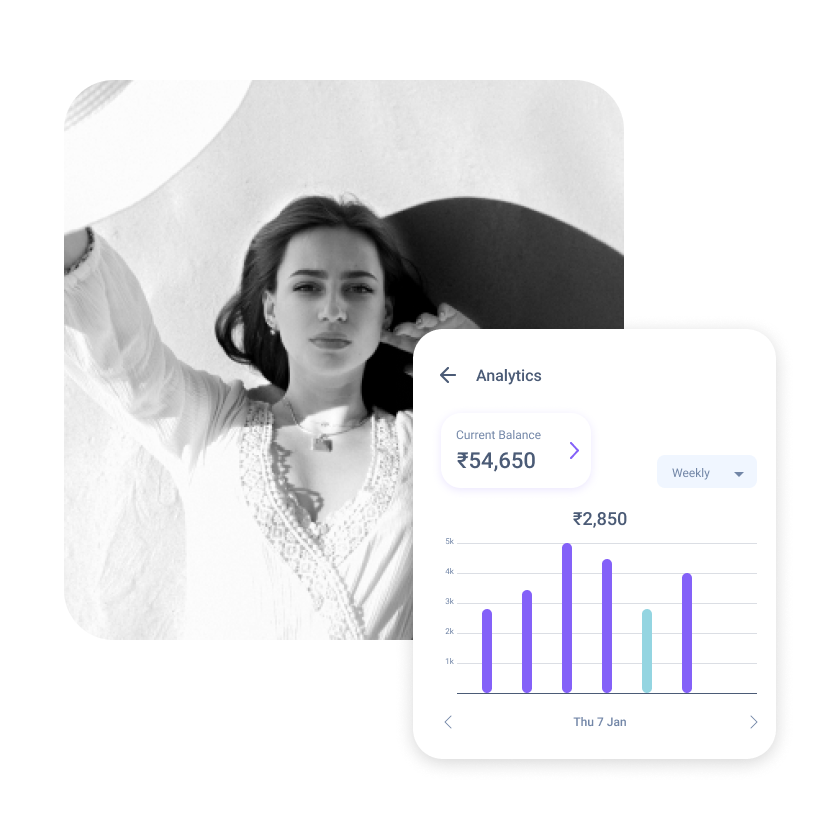 Analytics
Current Balance
₹54,650
Weekly
₹2,850
5k
4k
3k
2k
1k
Thu 7 Jan